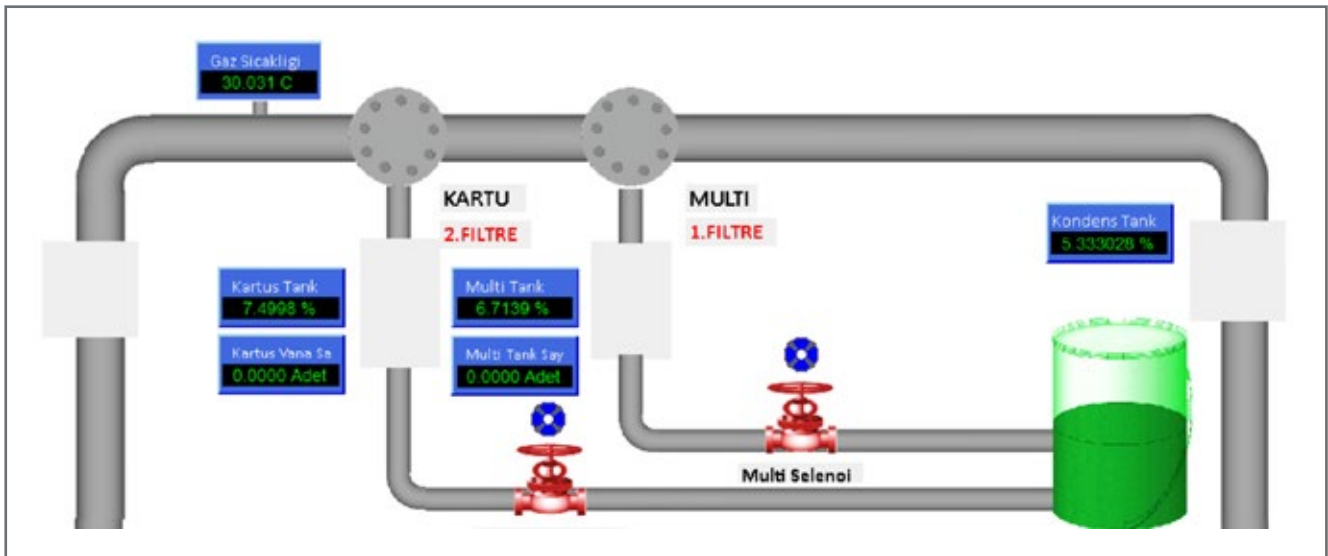 Gaz Sicakligi
30.031 C
KARTU
2.FILTRE
MULTI
1.FILTRE
Kondens Tank
5.333028 %
Kartus Tank
7.4998 %
Multi Tank
6.7139 %
Kartus Vana Sa
0.0000 Adet
Multi Tank Say
0.0000 Adet
Multi Selenoi